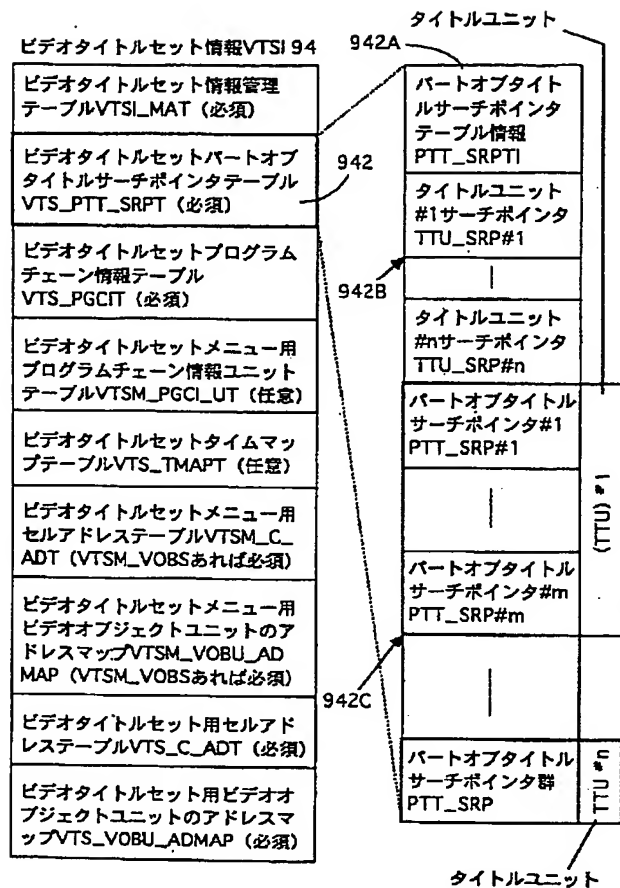 ビデオタイトルセット情報VTSI 94
ビデオタイトルセット情報管理
テーブルVTSI_MAT（必須）
ビデオタイトルセットパートオブ
タイトルサーチポインタテーブル
VTS_PTT_SRPT（必須）
ビデオタイトルセットプログラム
チェーン情報テーブル
VTS_PGCIT（必須）
ビデオタイトルセットメニュー用
プログラムチェーン情報ユニット
テーブルVTSM_PGCI_UT（任意）
ビデオタイトルセットタイムマッ
プテーブルVTS_TMAPT（任意）
ビデオタイトルセットメニュー用
セルアドレステーブルVTSM_C_
ADT（VTSM_VOBSあれば必須）
ビデオタイトルセットメニュー用
ビデオオブジェクトユニットのア
ドレスマップVTSM_VOBU_AD
MAP（VTSM_VOBSあれば必須）
ビデオタイトルセット用セルアド
レステーブルVTS_C_ADT（必須）
ビデオタイトルセット用ビデオオ
ブジェクトユニットのアドレスマ
ップVTS_VOBU_ADMAP（必須）
942
942A
942B
942C
タイトルユニット
パートオブタイト
ルサーチポインタ
テーブル情報
PTT_SRPTI
タイトルユニット
#1サーチポインタ
TTU_SRP#1
タイトルユニット
#nサーチポインタ
TTU_SRP#n
パートオブタイトル
サーチポインタ#1
PTT_SRP#1
パートオブタイトル
サーチポインタ#m
PTT_SRP#m
(TTU) #1
パートオブタイトル
サーチポインタ群
PTT_SRP
TTU #n
タイトルユニット